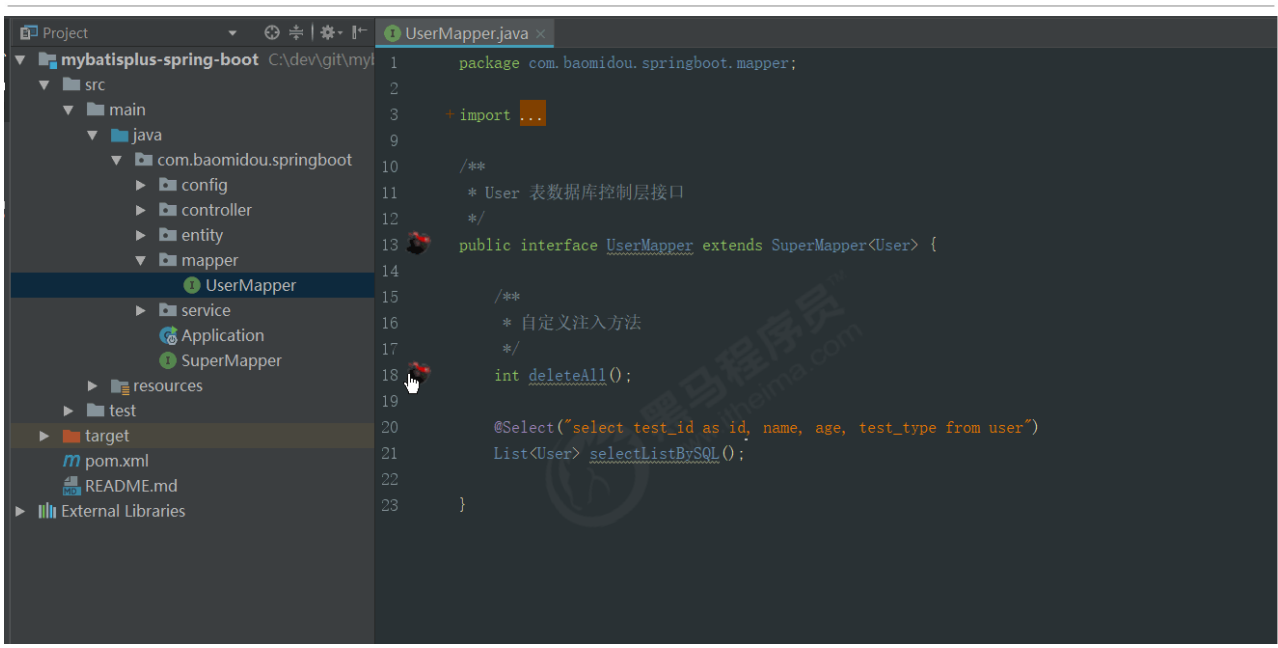 Project
mybatisplus-spring-boot C:\dev\git\myl
src
main
java
com.baomidou.springboot
config
controller
entity
mapper
UserMapper
service
Application
SuperMapper
resources
test
target
pom.xml
README.md
External Libraries
UserMapper.java
1 package com.baomidou.springboot.mapper;
2
3 import ...
9
10 /**
11 * User 表数据库控制层接口
12 */
13 public interface UserMapper extends SuperMapper<User> {
14
15 /**
16 * 自定义注入方法
17 */
18 int deleteAll();
19
20 @Select("select test_id as id, name, age, test_type from user")
21 List<User> selectListBySQL();
22
23 }
黑马程序员
www.itheima.com